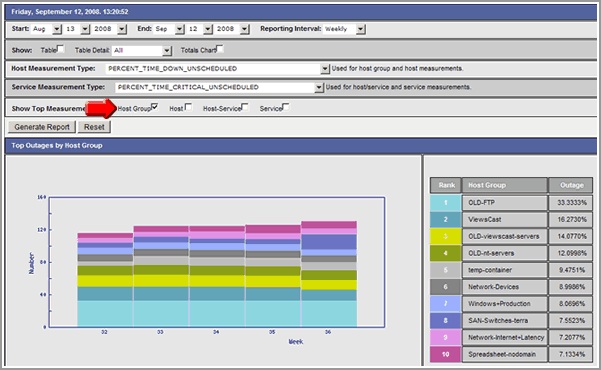 Friday, September 12, 2008. 13:20:52
Start: Aug 13 2008 End: Sep 12 2008 Reporting Interval: Weekly
Show: Table Table Detail: All Totals Chart
Host Measurement Type: PERCENT_TIME_DOWN_UNSCHEDULED Used for host group and host measurements.
Service Measurement Type: PERCENT_TIME_CRITICAL_UNSCHEDULED Used for host/service and service measurements.
Show Top Measureme Host Group Host Host-Service Service
Generate Report Reset
Top Outages by Host Group
Rank Host Group Outage
1 OLD-FTP 33.3333%
2 ViewsCast 16.2730%
3 OLD-viewscast-servers 14.0770%
4 OLD-nt-servers 12.0998%
5 temp-container 9.4751%
6 Network-Devices 8.9986%
7 Windows+Production 8.0696%
8 SAN-Switches-terra 7.5523%
9 Network-Internet+Latency 7.2077%
10 Spreadsheet-nodomain 7.1334%
160
120
80
40
0
Number
32 33 34 35 36
Week